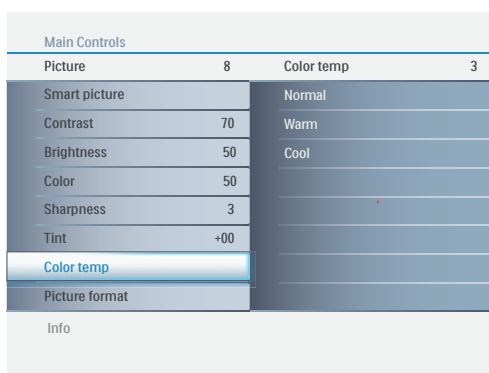 Main Controls
Picture 8 Color temp 3
Smart picture Normal
Contrast 70 Warm
Brightness 50 Cool
Color 50
Sharpness 3
Tint +00
Color temp
Picture format
Info